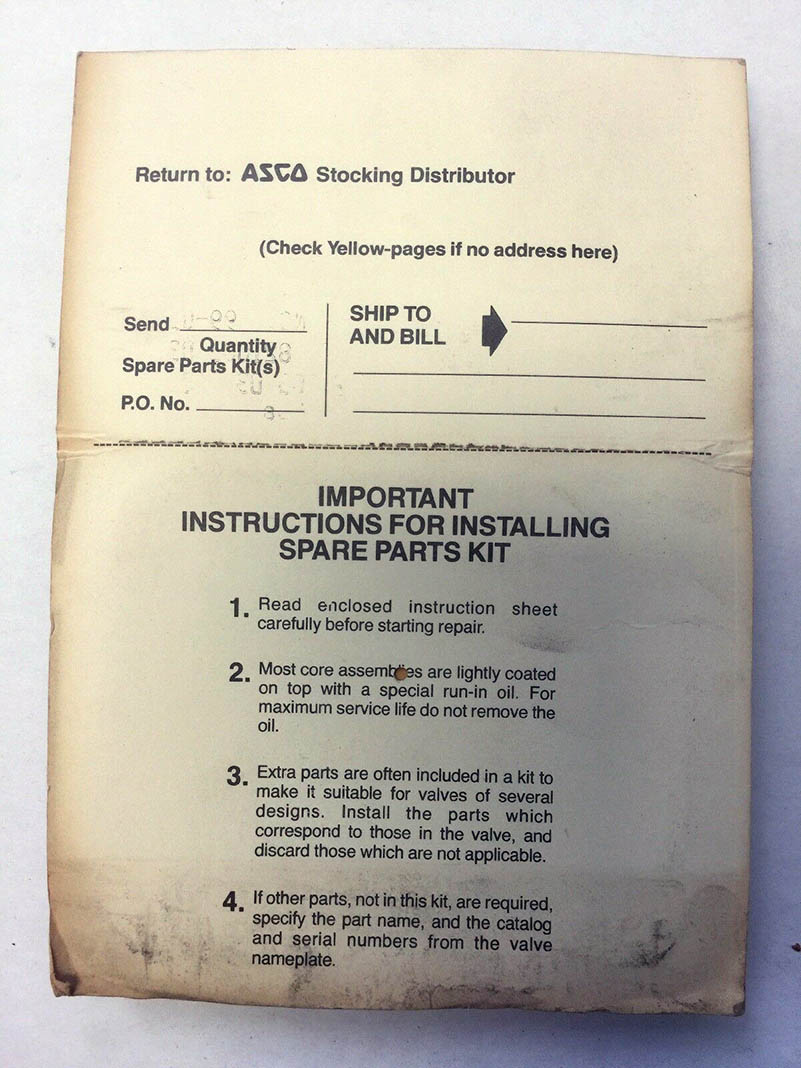 Return to: ASCO Stocking Distributor
(Check Yellow-pages if no address here)
Send
Quantity
Spare Parts Kit(s)
P.O. No.
SHIP TO
AND BILL
IMPORTANT
INSTRUCTIONS FOR INSTALLING
SPARE PARTS KIT
1. Read enclosed instruction sheet
carefully before starting repair.
2. Most core assemblies are lightly coated
on top with a special run-in oil. For
maximum service life do not remove the
oil.
3. Extra parts are often included in a kit to
make it suitable for valves of several
designs. Install the parts which
correspond to those in the valve, and
discard those which are not applicable.
4. If other parts, not in this kit, are required,
specify the part name, and the catalog
and serial numbers from the valve
nameplate.